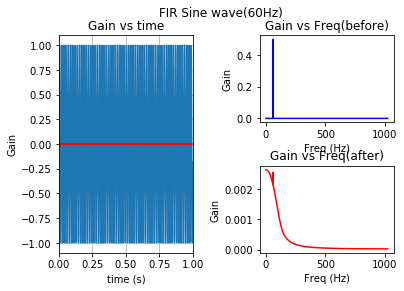 FIR Sine wave(60Hz)
Gain vs time
Gain
1.00
0.75
0.50
0.25
0.00
−0.25
−0.50
−0.75
−1.00
0.00 0.25 0.50 0.75 1.00
time (s)
Gain vs Freq(before)
Gain
0.4
0.2
0.0
0 500 1000
Freq (Hz)
Gain vs Freq(after)
Gain
0.002
0.001
0.000
0 500 1000
Freq (Hz)